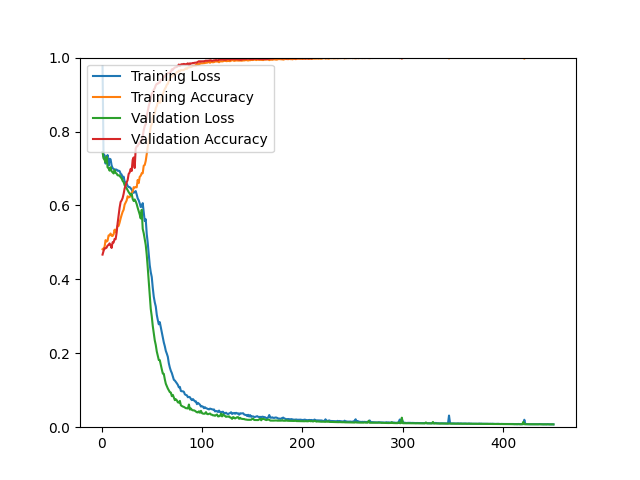 1.0
0.8
0.6
0.4
0.2
0.0
Training Loss
Training Accuracy
Validation Loss
Validation Accuracy
0 100 200 300 400